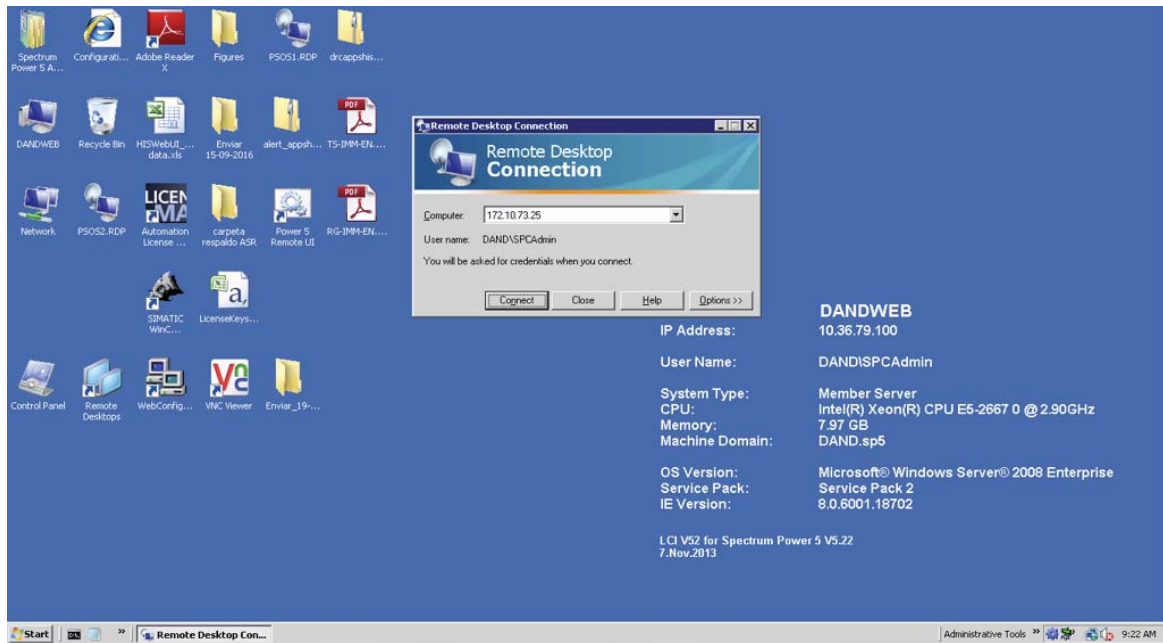 Spectrum Power 5 A...
Configurati...
Adobe Reader X
Figures
PSOS1.RDP
drcappshis...
DANDWEB
Recycle Bin
HISWebUI_... data.xls
Enviar 15-09-2016
alert_appsh...
PDF
TS-IMM-EN....
Network
PSOS2.RDP
LICEN
MA
Automation License ...
carpeta respaldo ASR
Power 5 Remote UI
PDF
RG-IMM-EN....
SIMATIC WinC...
a,
LicenseKeys...
Control Panel
Remote Desktops
WebConfig...
VNC Viewer
Enviar_19-...
Remote Desktop Connection
Remote Desktop
Connection
Computer: 172.10.73.25
User name: DAND\SPCAdmin
You will be asked for credentials when you connect.
Connect Close Help Options >>
DANDWEB
IP Address: 10.36.79.100
User Name: DAND\SPCAdmin
System Type: Member Server
CPU: Intel(R) Xeon(R) CPU E5-2667 0 @ 2.90GHz
Memory: 7.97 GB
Machine Domain: DAND.sp5
OS Version: Microsoft® Windows Server® 2008 Enterprise
Service Pack: Service Pack 2
IE Version: 8.0.6001.18702
LCI V52 for Spectrum Power 5 V5.22
7.Nov.2013
Start » Remote Desktop Con... Administrative Tools » 9:22 AM